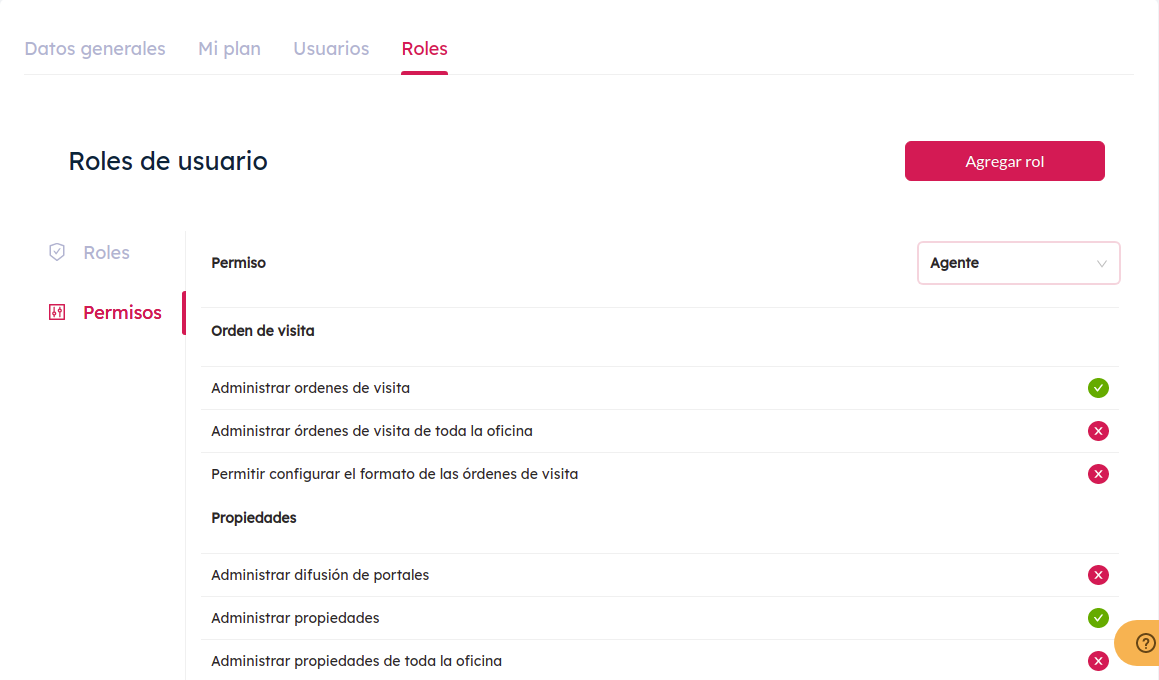 Datos generales Mi plan Usuarios Roles
Roles de usuario
Agregar rol
Roles
Permisos
Permiso
Agente
Orden de visita
Administrar ordenes de visita
Administrar órdenes de visita de toda la oficina
Permitir configurar el formato de las órdenes de visita
Propiedades
Administrar difusión de portales
Administrar propiedades
Administrar propiedades de toda la oficina
?